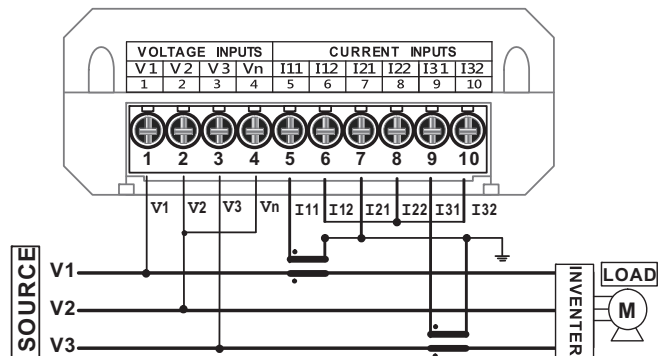 VOLTAGE INPUTS CURRENT INPUTS
V1 V2 V3 Vn I11 I12 I21 I22 I31 I32
1 2 3 4 5 6 7 8 9 10
1 2 3 4 5 6 7 8 9 10
V1 V2 V3 Vn I11 I12 I21 I22 I31 I32
SOURCE
V1
V2
V3
INVENTER
LOAD
M